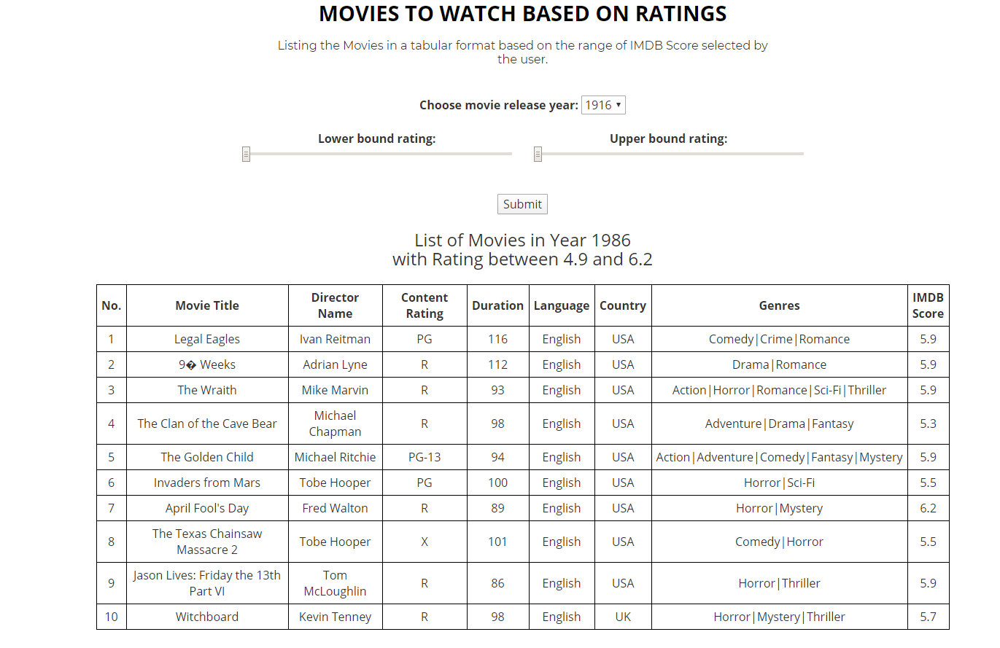 MOVIES TO WATCH BASED ON RATINGS
Listing the Movies in a tabular format based on the range of IMDB Score selected by
the user.
Choose movie release year: 1916
Lower bound rating: Upper bound rating:
Submit
List of Movies in Year 1986
with Rating between 4.9 and 6.2
No. Movie Title Director Name Content Rating Duration Language Country Genres IMDB Score
1 Legal Eagles Ivan Reitman PG 116 English USA Comedy|Crime|Romance 5.9
2 9� Weeks Adrian Lyne R 112 English USA Drama|Romance 5.9
3 The Wraith Mike Marvin R 93 English USA Action|Horror|Romance|Sci-Fi|Thriller 5.9
4 The Clan of the Cave Bear Michael Chapman R 98 English USA Adventure|Drama|Fantasy 5.3
5 The Golden Child Michael Ritchie PG-13 94 English USA Action|Adventure|Comedy|Fantasy|Mystery 5.9
6 Invaders from Mars Tobe Hooper PG 100 English USA Horror|Sci-Fi 5.5
7 April Fool's Day Fred Walton R 89 English USA Horror|Mystery 6.2
8 The Texas Chainsaw Massacre 2 Tobe Hooper X 101 English USA Comedy|Horror 5.5
9 Jason Lives: Friday the 13th Part VI Tom McLoughlin R 86 English USA Horror|Thriller 5.9
10 Witchboard Kevin Tenney R 98 English UK Horror|Mystery|Thriller 5.7